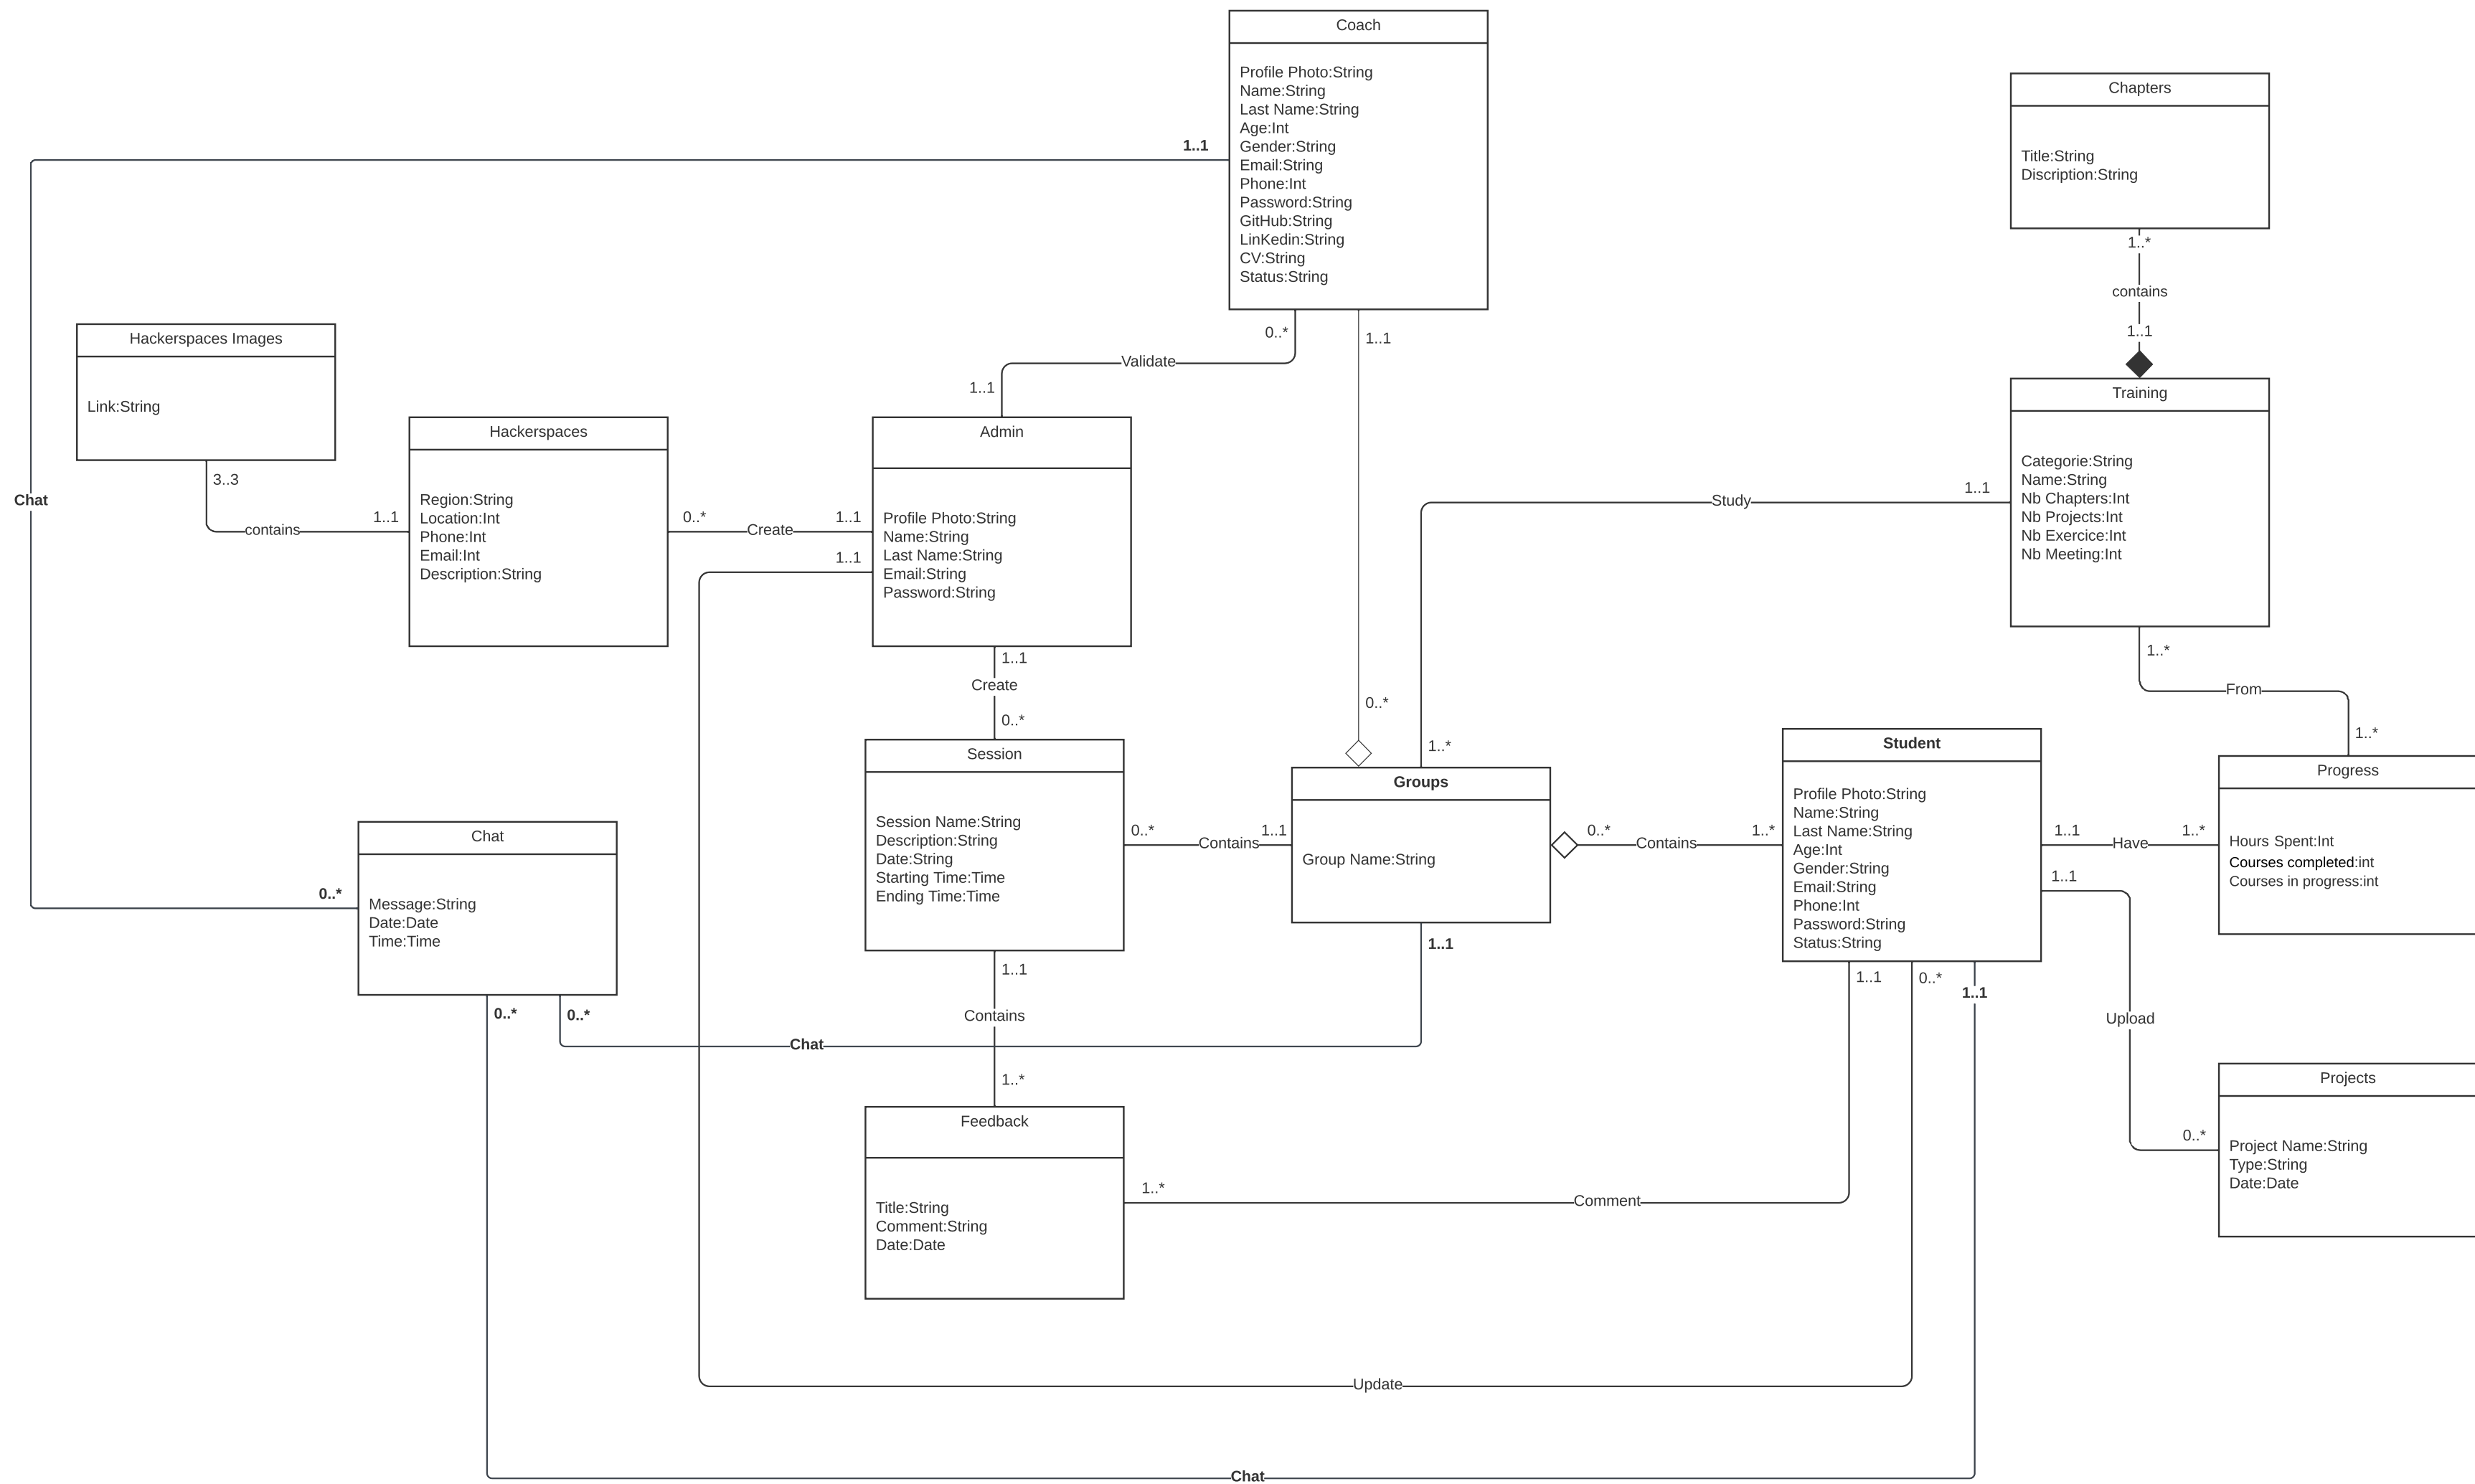 Coach
Profile Photo:String
Name:String
Last Name:String
Age:Int
Gender:String
Email:String
Phone:Int
Password:String
GitHub:String
LinKedin:String
CV:String
Status:String
Chapters
Title:String
Discription:String
1..1
1..*
contains
1..1
0..*
1..1
Validate
1..1
Hackerspaces Images
Link:String
3..3
contains
1..1
Hackerspaces
Region:String
Location:Int
Phone:Int
Email:Int
Description:String
0..*
Create
1..1
1..1
Admin
Profile Photo:String
Name:String
Last Name:String
Email:String
Password:String
Training
Categorie:String
Name:String
Nb Chapters:Int
Nb Projects:Int
Nb Exercice:Int
Nb Meeting:Int
Study
1..1
Chat
1..1
Create
0..*
0..*
1..*
1..*
From
1..*
Session
Session Name:String
Description:String
Date:String
Starting Time:Time
Ending Time:Time
0..*
Contains
1..1
Groups
Group Name:String
0..*
Contains
1..*
Student
Profile Photo:String
Name:String
Last Name:String
Age:Int
Gender:String
Email:String
Phone:Int
Password:String
Status:String
1..1
Have
1..*
Progress
Hours Spent:Int
Courses completed:int
Courses in progress:int
1..1
Chat
Message:String
Date:Date
Time:Time
0..*
0..*
0..*
1..1
Contains
1..*
Chat
1..1
1..1
0..*
1..1
Upload
0..*
Projects
Project Name:String
Type:String
Date:Date
Feedback
Title:String
Comment:String
Date:Date
1..*
Comment
Update
Chat